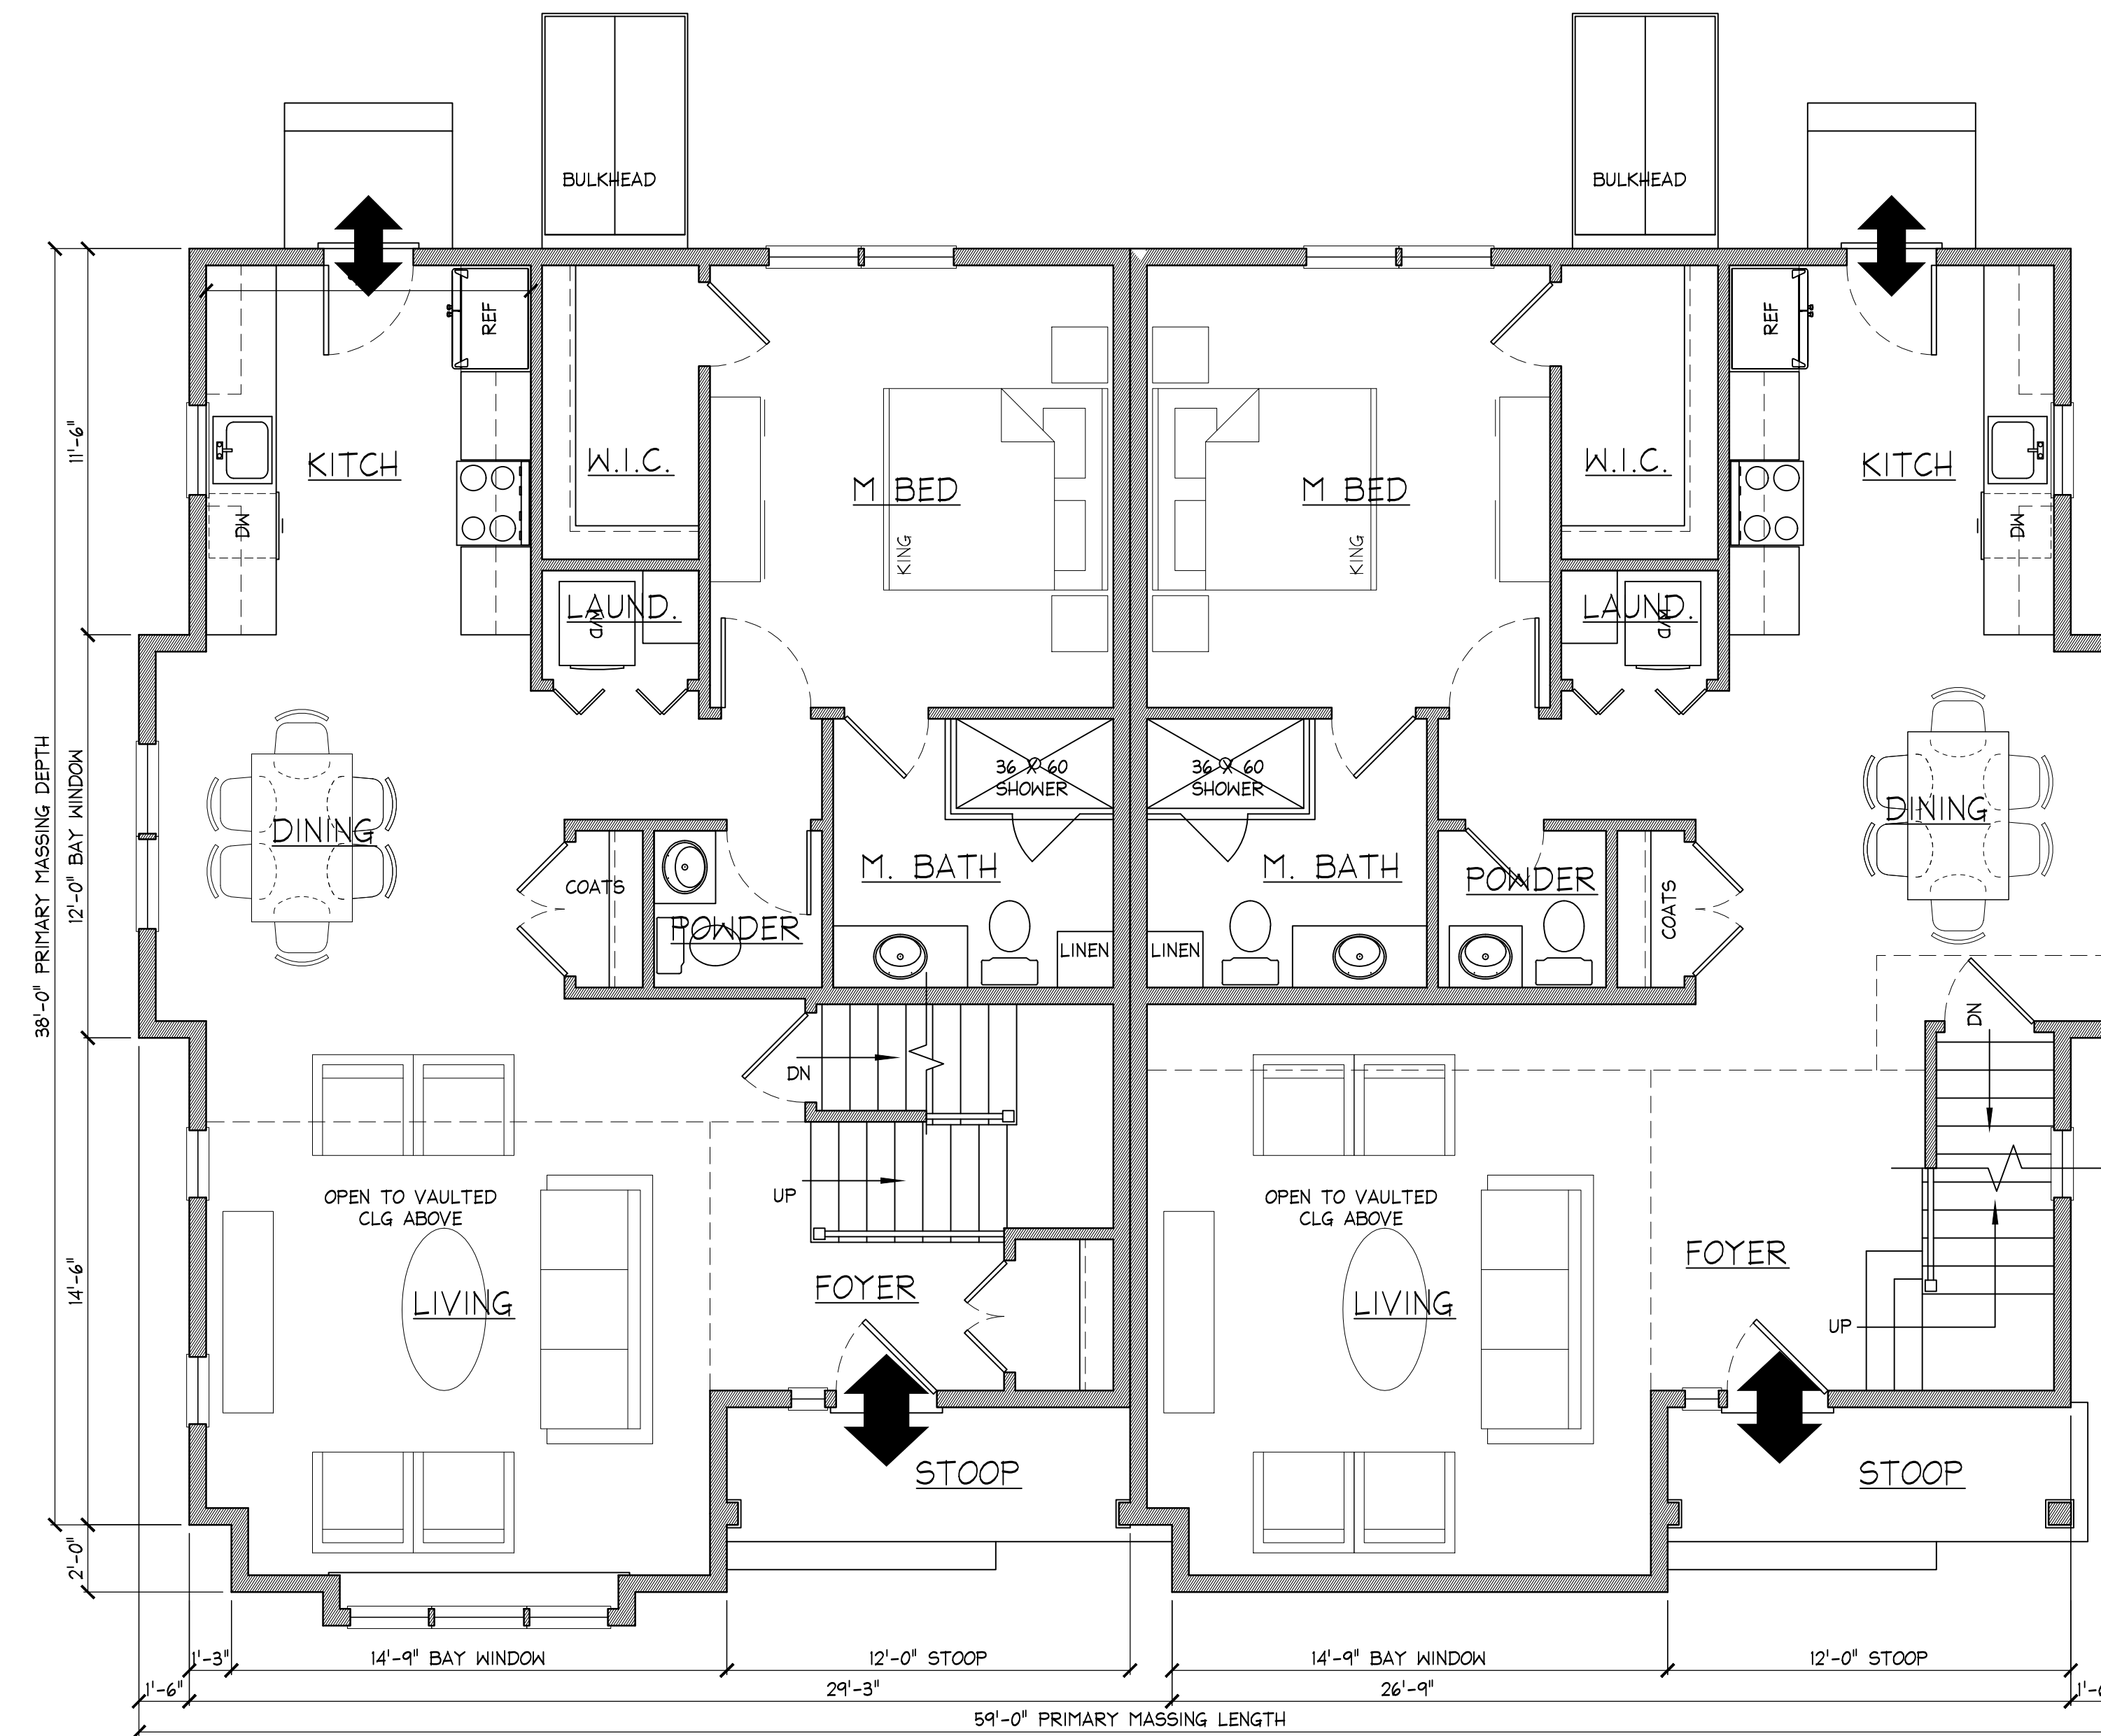 BULKHEAD
BULKHEAD
REF
REF
11'-6"
KITCH
W.I.C.
M BED
M BED
W.I.C.
KITCH
DW
KING
KING
DW
LAUND.
W/D
LAUND.
W/D
38'-0" PRIMARY MASSING DEPTH
12'-0" BAY WINDOW
36 X 60
SHOWER
36 X 60
SHOWER
DINING
DINING
COATS
M. BATH
M. BATH
POWDER
COATS
POWDER
LINEN
LINEN
DN
DN
14'-6"
OPEN TO VAULTED
CLG ABOVE
UP
OPEN TO VAULTED
CLG ABOVE
FOYER
FOYER
LIVING
LIVING
UP
STOOP
STOOP
2'-0"
1'-3"
14'-9" BAY WINDOW
12'-0" STOOP
14'-9" BAY WINDOW
12'-0" STOOP
1'-6"
29'-3"
26'-9"
59'-0" PRIMARY MASSING LENGTH